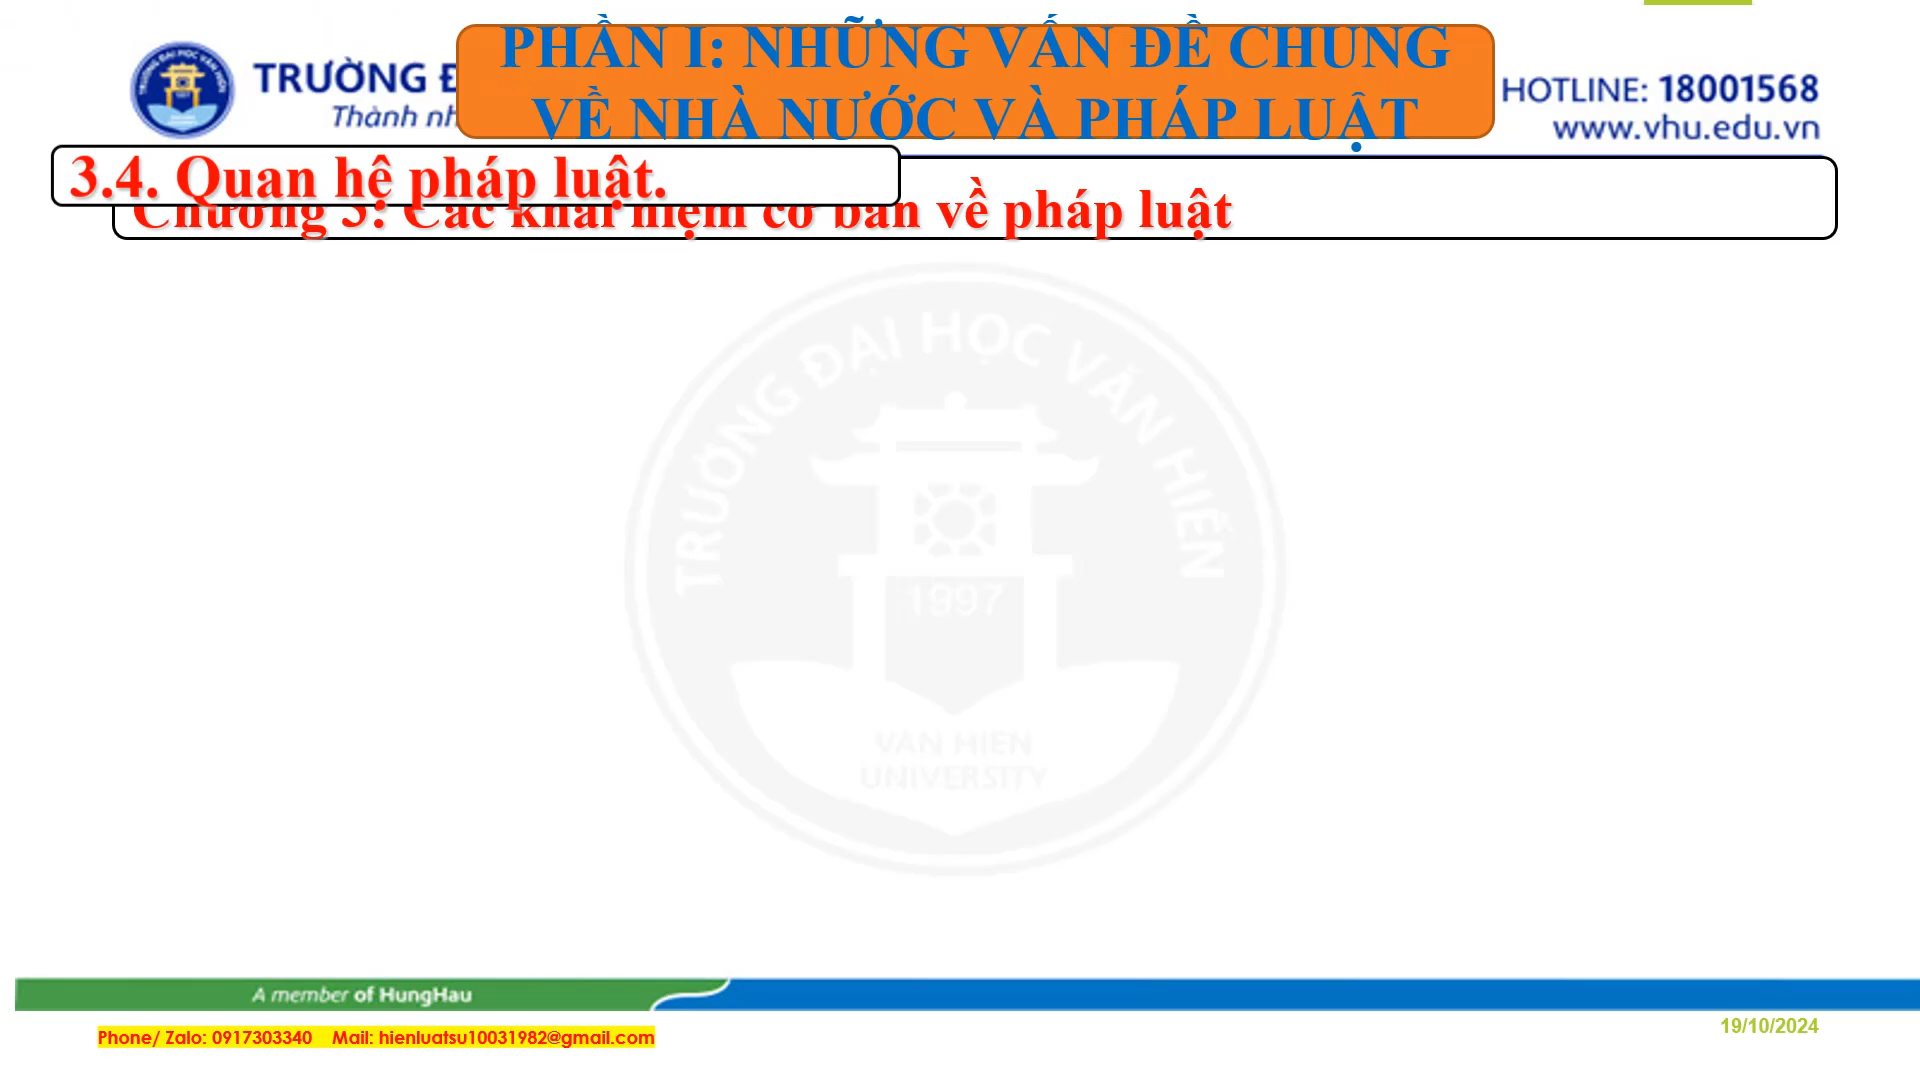 PHẦN I: NHỮNG VẤN ĐỀ CHUNG
VỀ NHÀ NƯỚC VÀ PHÁP LUẬT
TRƯỜNG Đ
Thành nh
HOTLINE: 18001568
www.vhu.edu.vn
3.4. Quan hệ pháp luật.
Chương 3: Các khái niệm cơ bản về pháp luật
TRƯỜNG ĐẠI HỌC VĂN HIẾN
1997
VAN HIEN
UNIVERSITY
A member of HungHau
Phone/ Zalo: 0917303340 Mail: hienluatsu10031982@gmail.com
19/10/2024